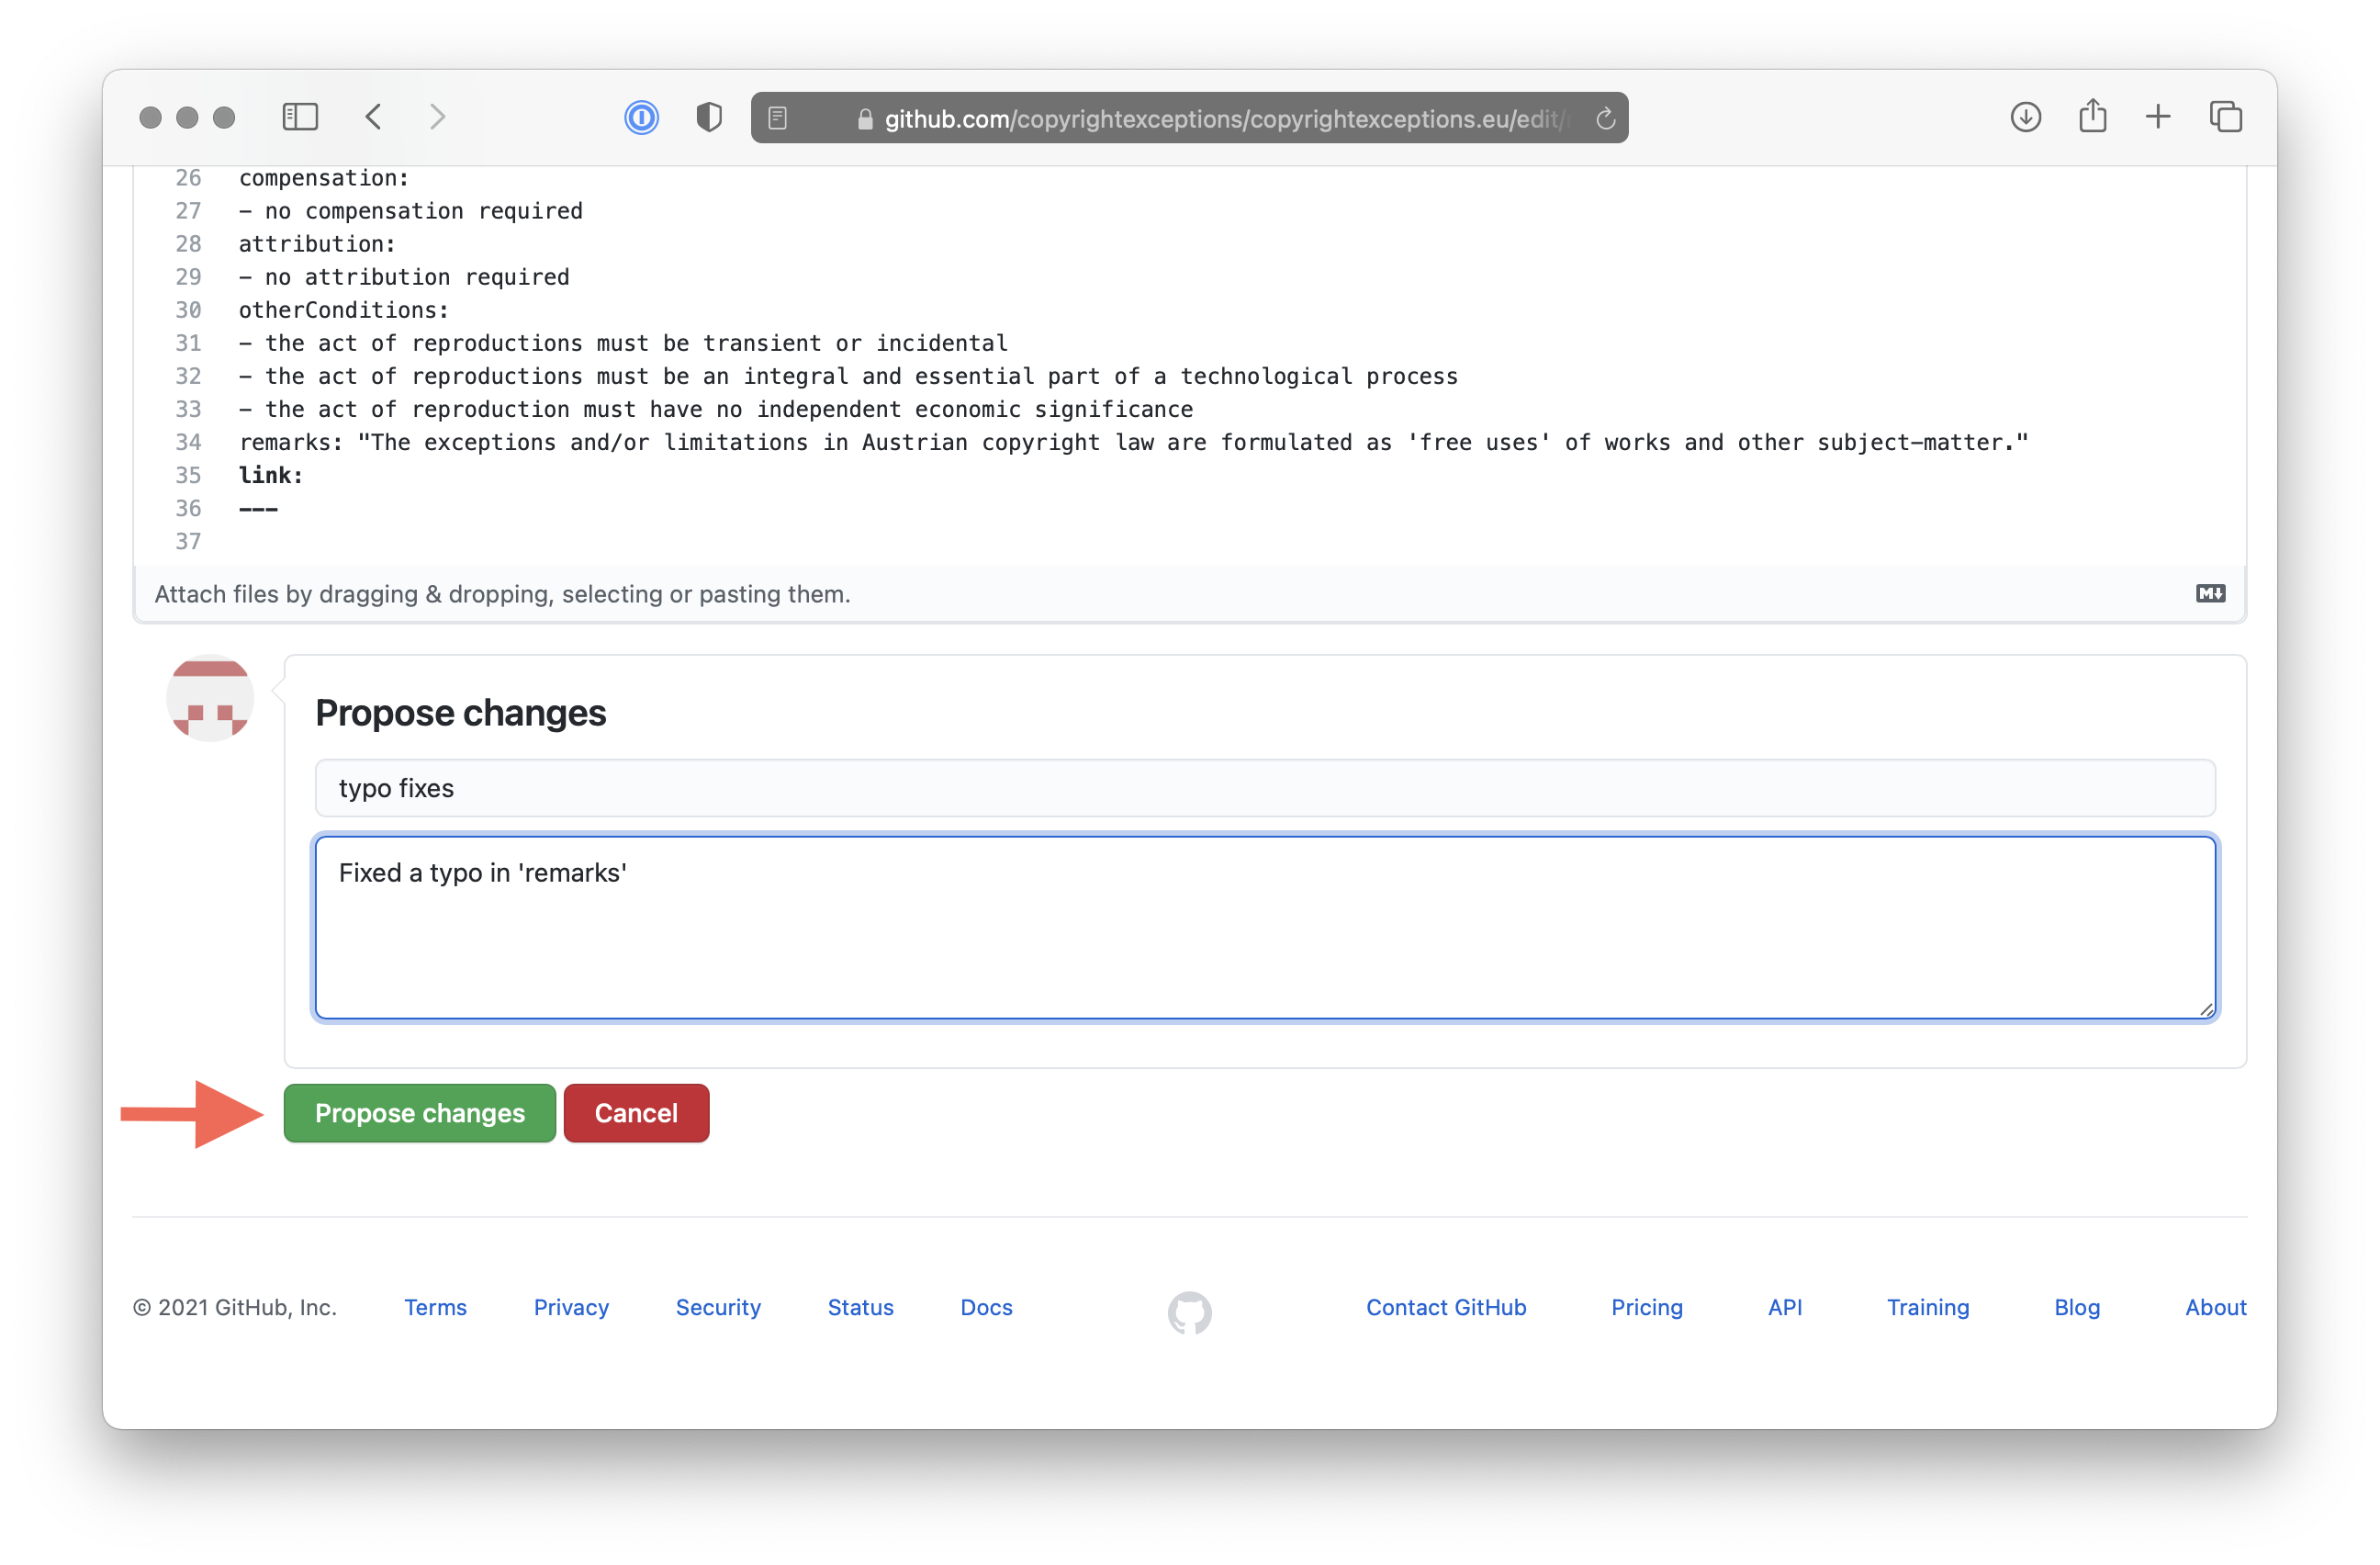 github.com/copyrightexceptions/copyrightexceptions.eu/edit/
26 compensation:
27 - no compensation required
28 attribution:
29 - no attribution required
30 otherConditions:
31 - the act of reproductions must be transient or incidental
32 - the act of reproductions must be an integral and essential part of a technological process
33 - the act of reproduction must have no independent economic significance
34 remarks: "The exceptions and/or limitations in Austrian copyright law are formulated as 'free uses' of works and other subject-matter."
35 link:
36 ---
37
Attach files by dragging & dropping, selecting or pasting them.
M
Propose changes
typo fixes
Fixed a typo in 'remarks'
Propose changes Cancel
© 2021 GitHub, Inc. Terms Privacy Security Status Docs Contact GitHub Pricing API Training Blog About